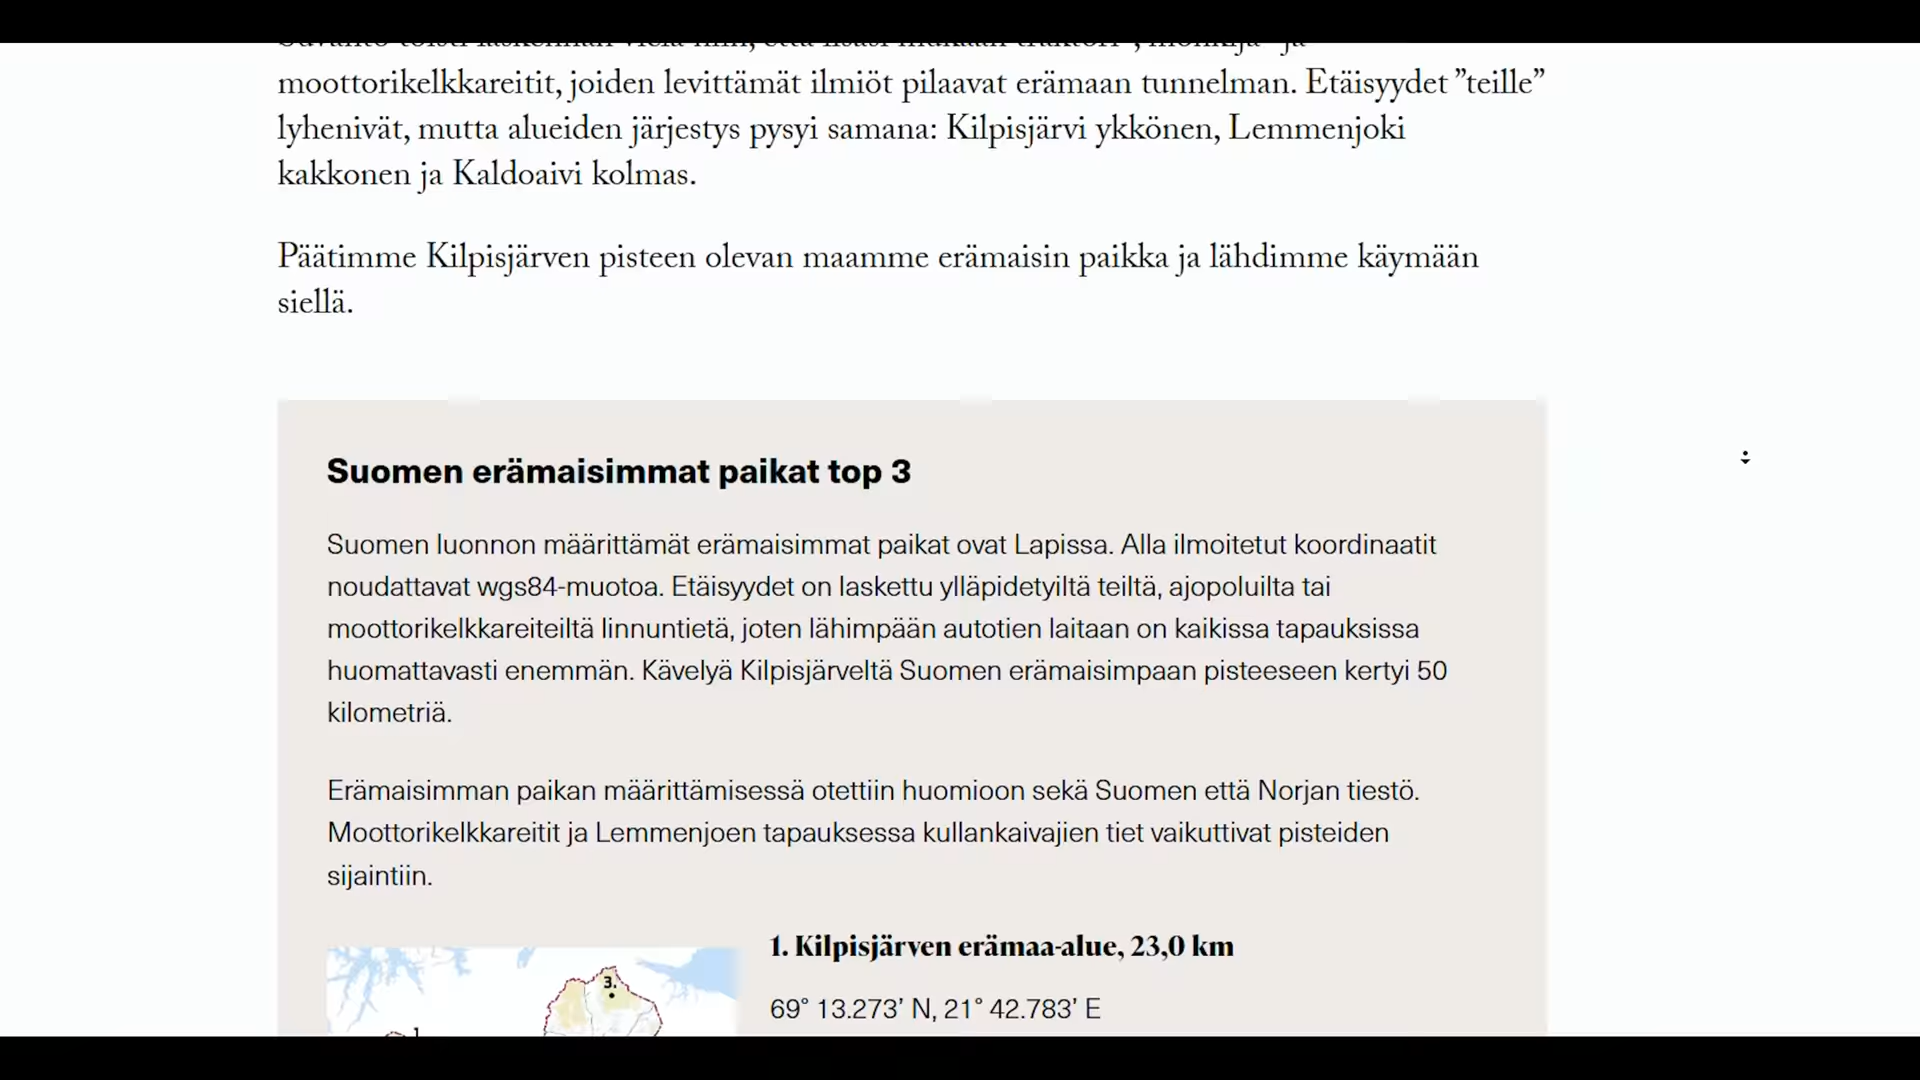 moottorikelkkareitit, joiden levittämät ilmiöt pilaavat erämaan tunnelman. Etäisyydet ”teille”
lyhenivät, mutta alueiden järjestys pysyi samana: Kilpisjärvi ykkönen, Lemmenjoki
kakkonen ja Kaldoaivi kolmas.
Päätimme Kilpisjärven pisteen olevan maamme erämaisin paikka ja lähdimme käymään
siellä.
Suomen erämaisimmat paikat top 3
Suomen luonnon määrittämät erämaisimmat paikat ovat Lapissa. Alla ilmoitetut koordinaatit
noudattavat wgs84-muotoa. Etäisyydet on laskettu ylläpidetyiltä teiltä, ajopoluilta tai
moottorikelkkareiteiltä linnuntietä, joten lähimpään autotien laitaan on kaikissa tapauksissa
huomattavasti enemmän. Kävelyä Kilpisjärveltä Suomen erämaisimpaan pisteeseen kertyi 50
kilometriä.
Erämaisimman paikan määrittämisessä otettiin huomioon sekä Suomen että Norjan tiestö.
Moottorikelkkareitit ja Lemmenjoen tapauksessa kullankaivajien tiet vaikuttivat pisteiden
sijaintiin.
1. Kilpisjärven erämaa-alue, 23,0 km
69° 13.273’ N, 21° 42.783’ E
3.